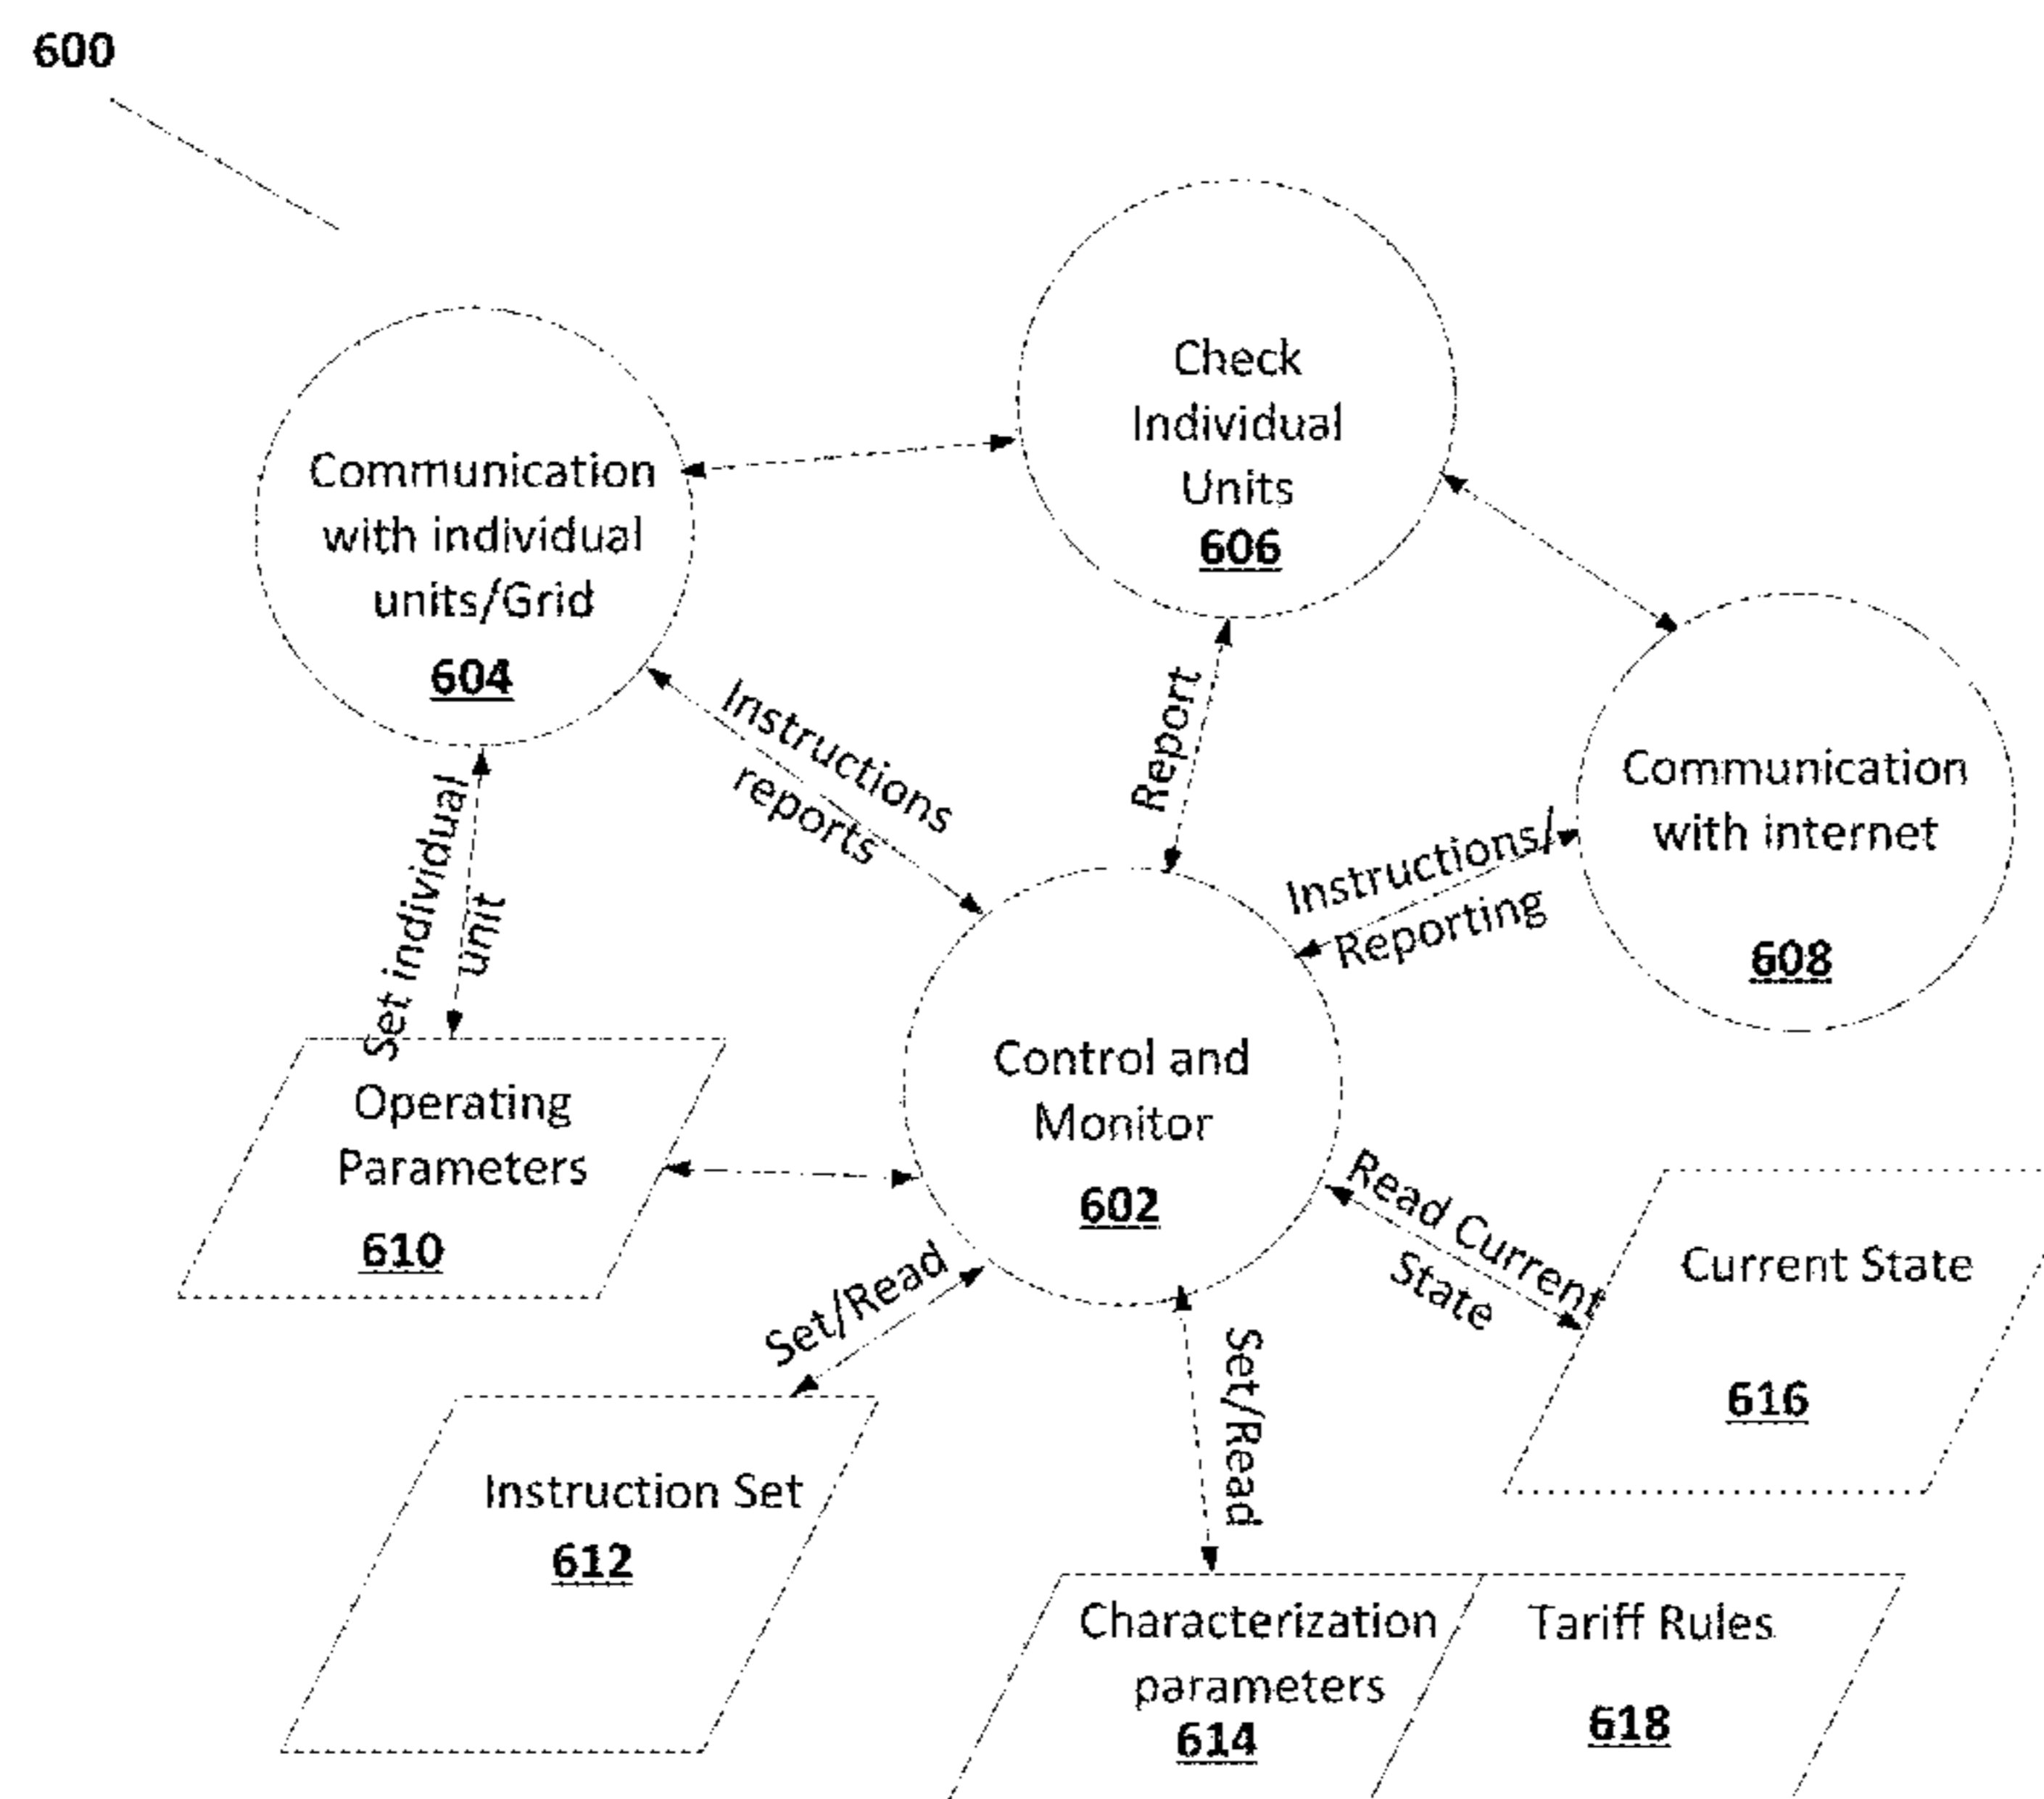 600
Check
Individual
Units
606
Communication
with individual
units/Grid
604
Instructions
reports
Report
Communication
with internet
608
Instructions/
Reporting
Set individual
unit
Control and
Monitor
602
Operating
Parameters
610
Read Current
State
Current State
616
Set/Read
Set/Read
Instruction Set
612
Characterization
parameters
614
Tariff Rules
618